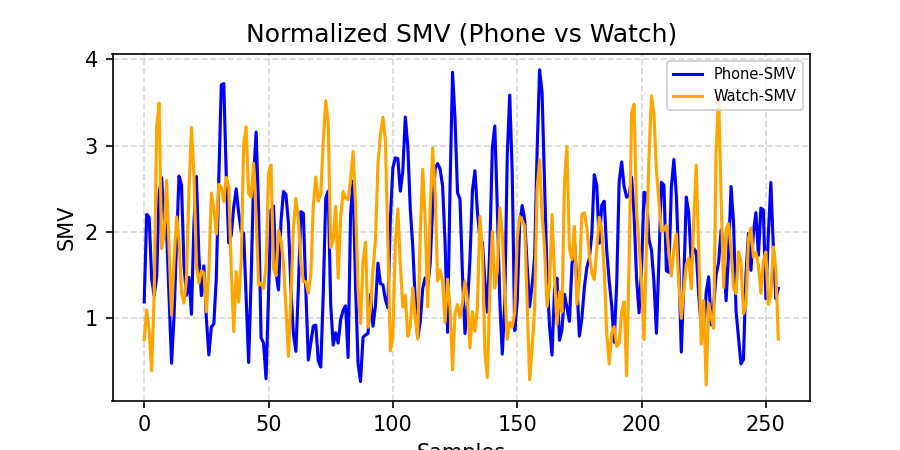 Normalized SMV (Phone vs Watch)
Phone-SMV
Watch-SMV
SMV
4
3
2
1
0 50 100 150 200 250
Samples